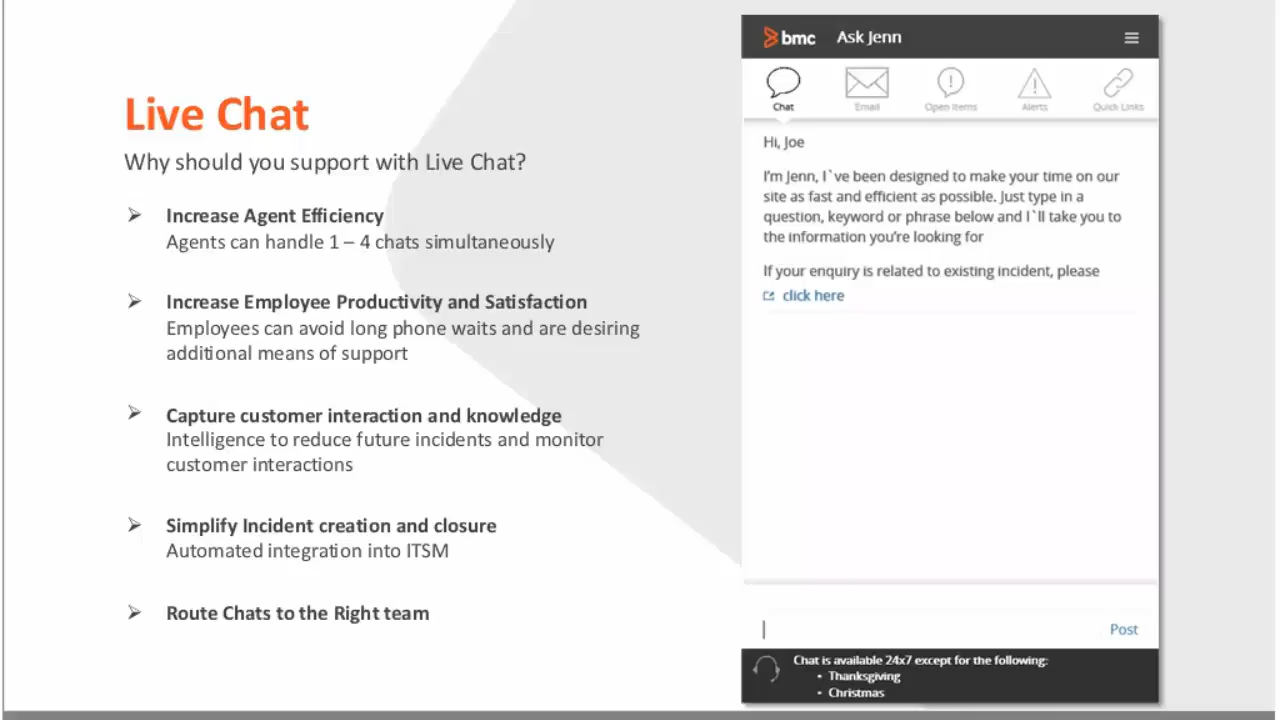 Live Chat
Why should you support with Live Chat?
Increase Agent Efficiency
Agents can handle 1 – 4 chats simultaneously
Increase Employee Productivity and Satisfaction
Employees can avoid long phone waits and are desiring
additional means of support
Capture customer interaction and knowledge
Intelligence to reduce future incidents and monitor
customer interactions
Simplify Incident creation and closure
Automated integration into ITSM
Route Chats to the Right team
bmc Ask Jenn
Chat Email Open Items Alerts Quick Links
Hi, Joe
I'm Jenn, I`ve been designed to make your time on our
site as fast and efficient as possible. Just type in a
question, keyword or phrase below and I`ll take you to
the information you're looking for
If your enquiry is related to existing incident, please
click here
Post
Chat is available 24x7 except for the following:
• Thanksgiving
• Christmas